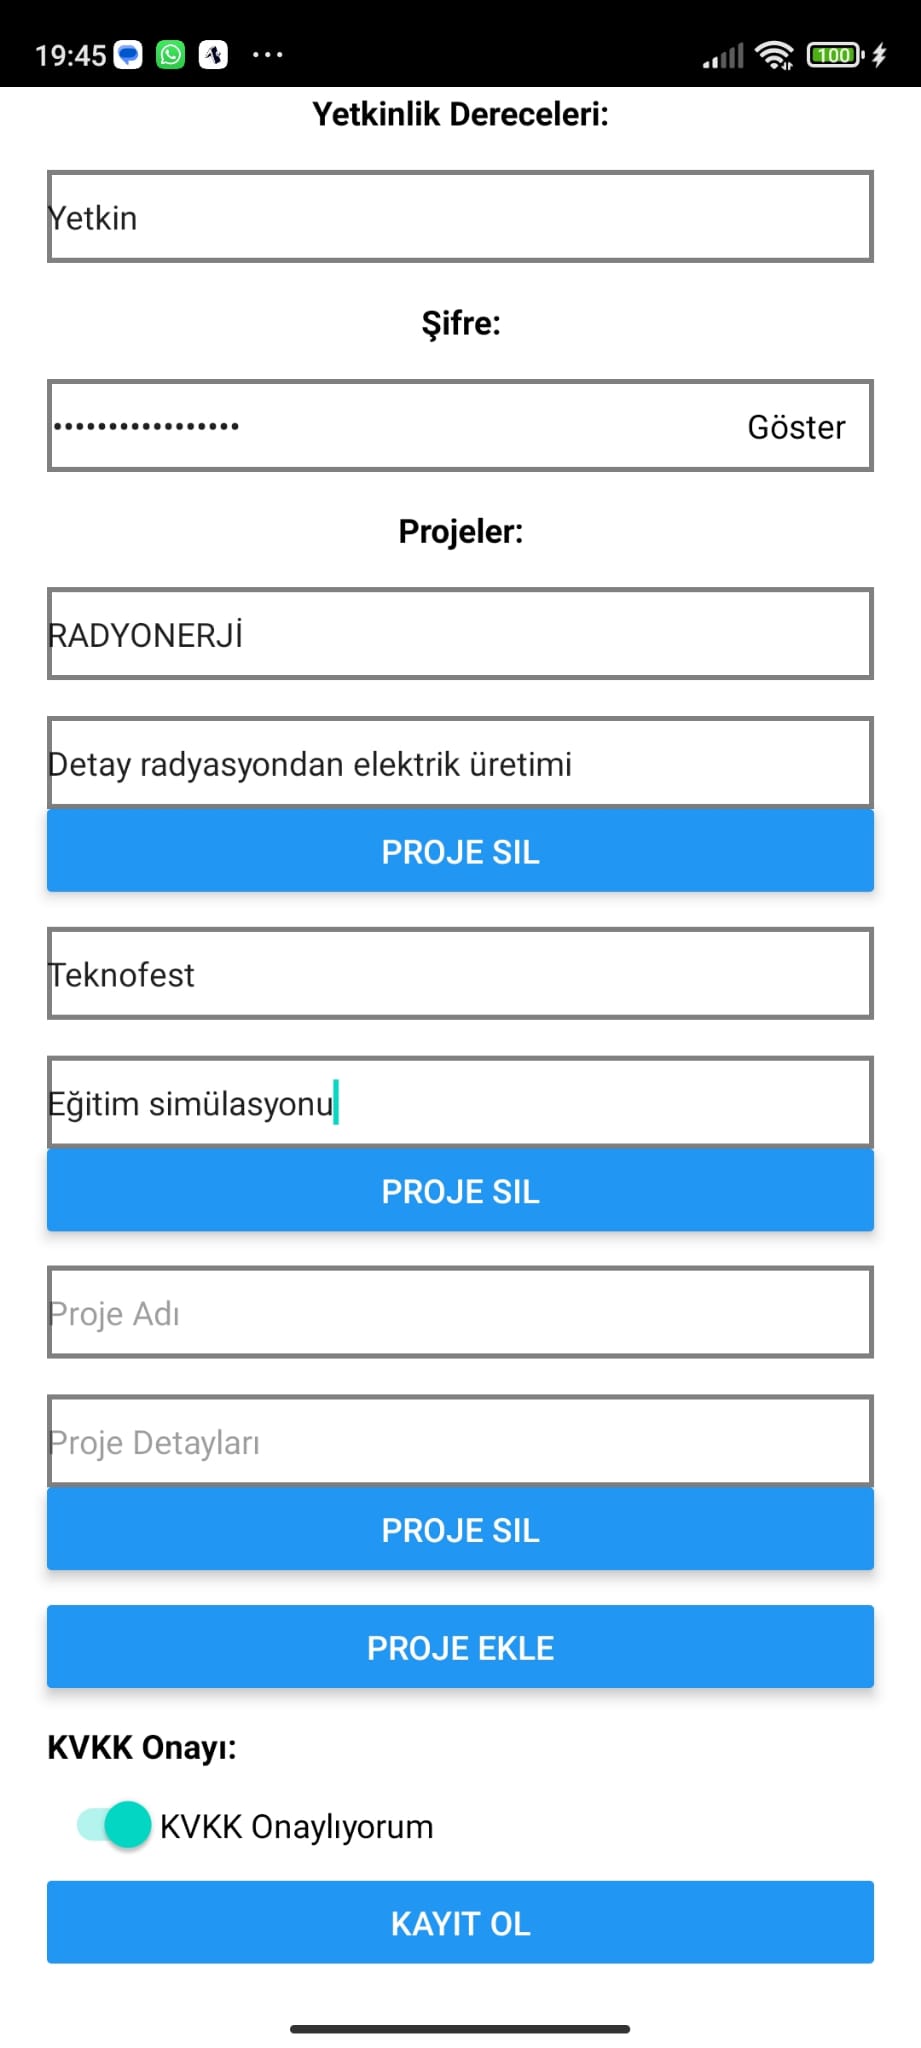 19:45
100
Yetkinlik Dereceleri:
Yetkin
Şifre:
•••••••••••••••••
Göster
Projeler:
RADYONERJİ
Detay radyasyondan elektrik üretimi
PROJE SIL
Teknofest
Eğitim simülasyonu
PROJE SIL
Proje Adı
Proje Detayları
PROJE SIL
PROJE EKLE
KVKK Onayı:
KVKK Onaylıyorum
KAYIT OL